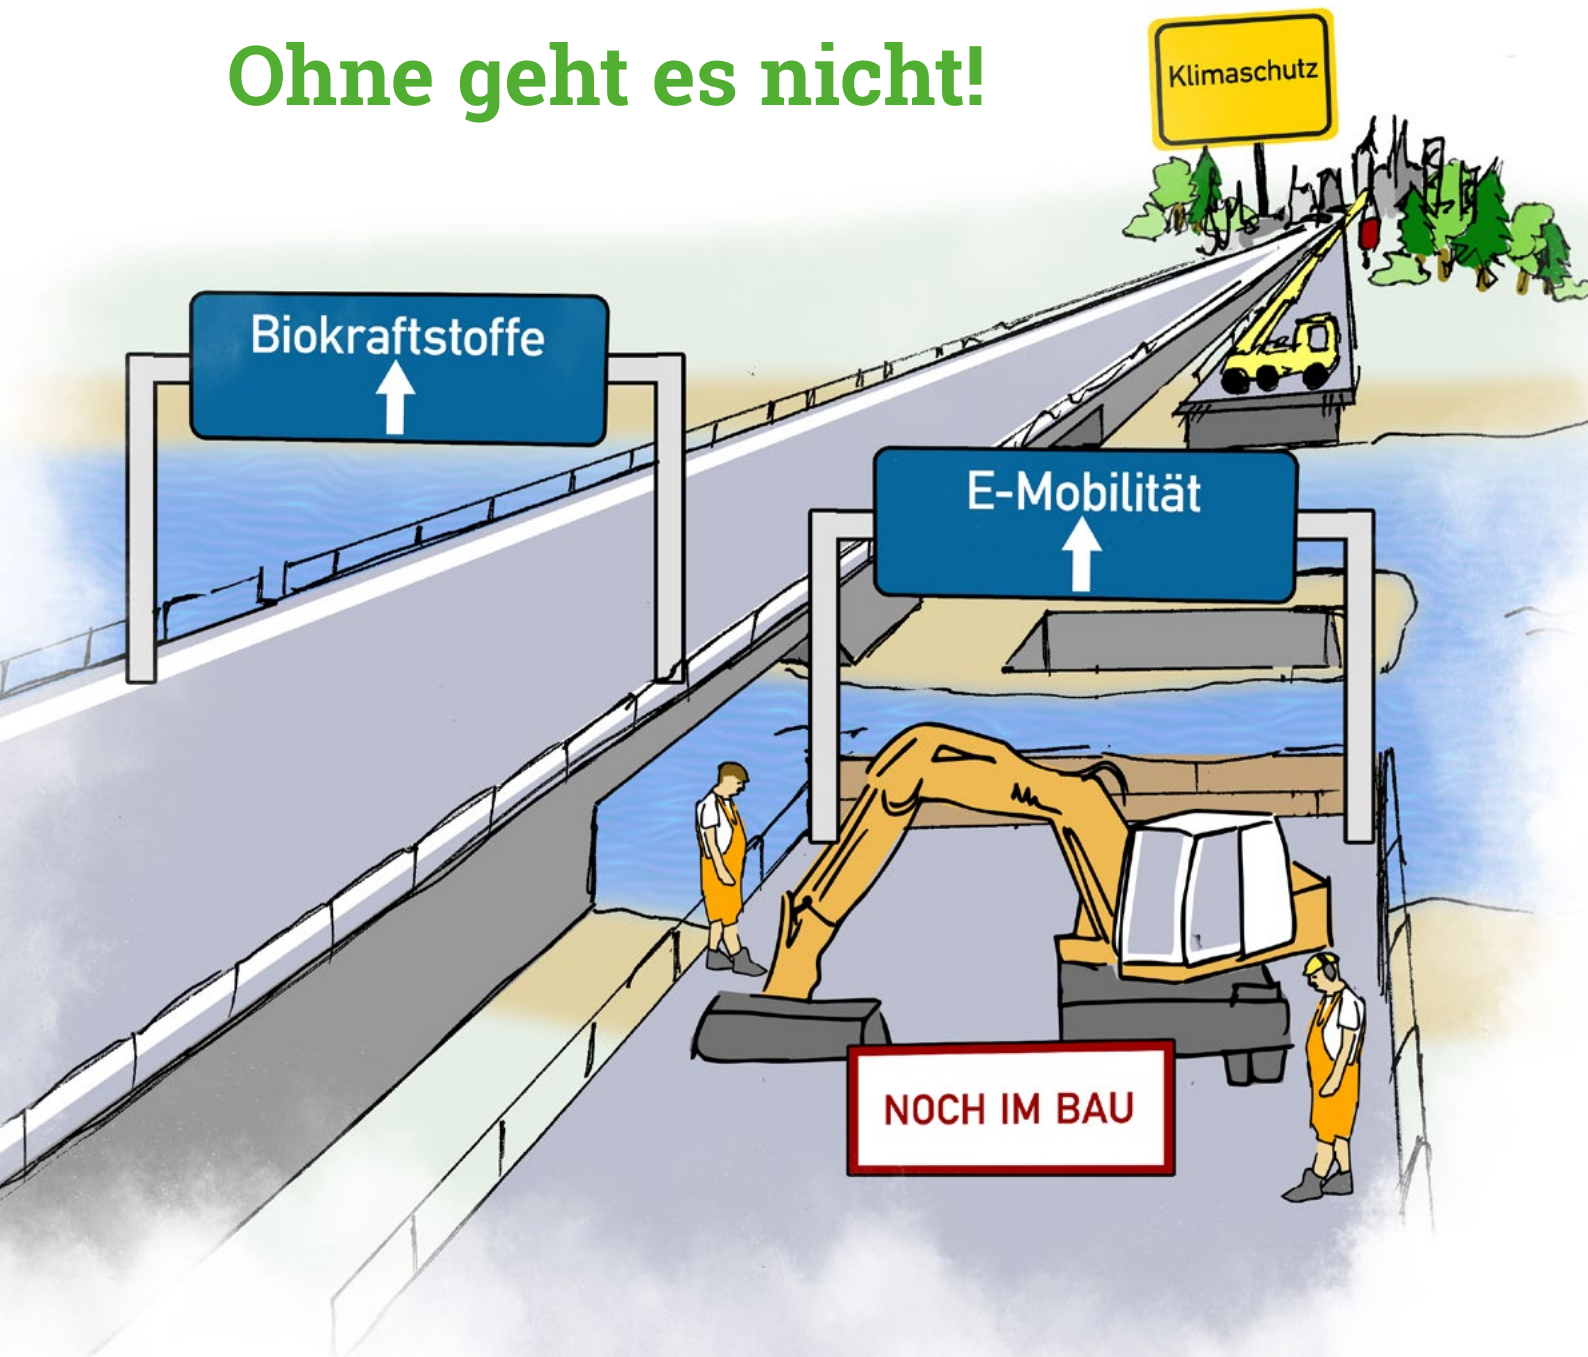 Ohne geht es nicht!
Klimaschutz
Biokraftstoffe
E-Mobilität
NOCH IM BAU